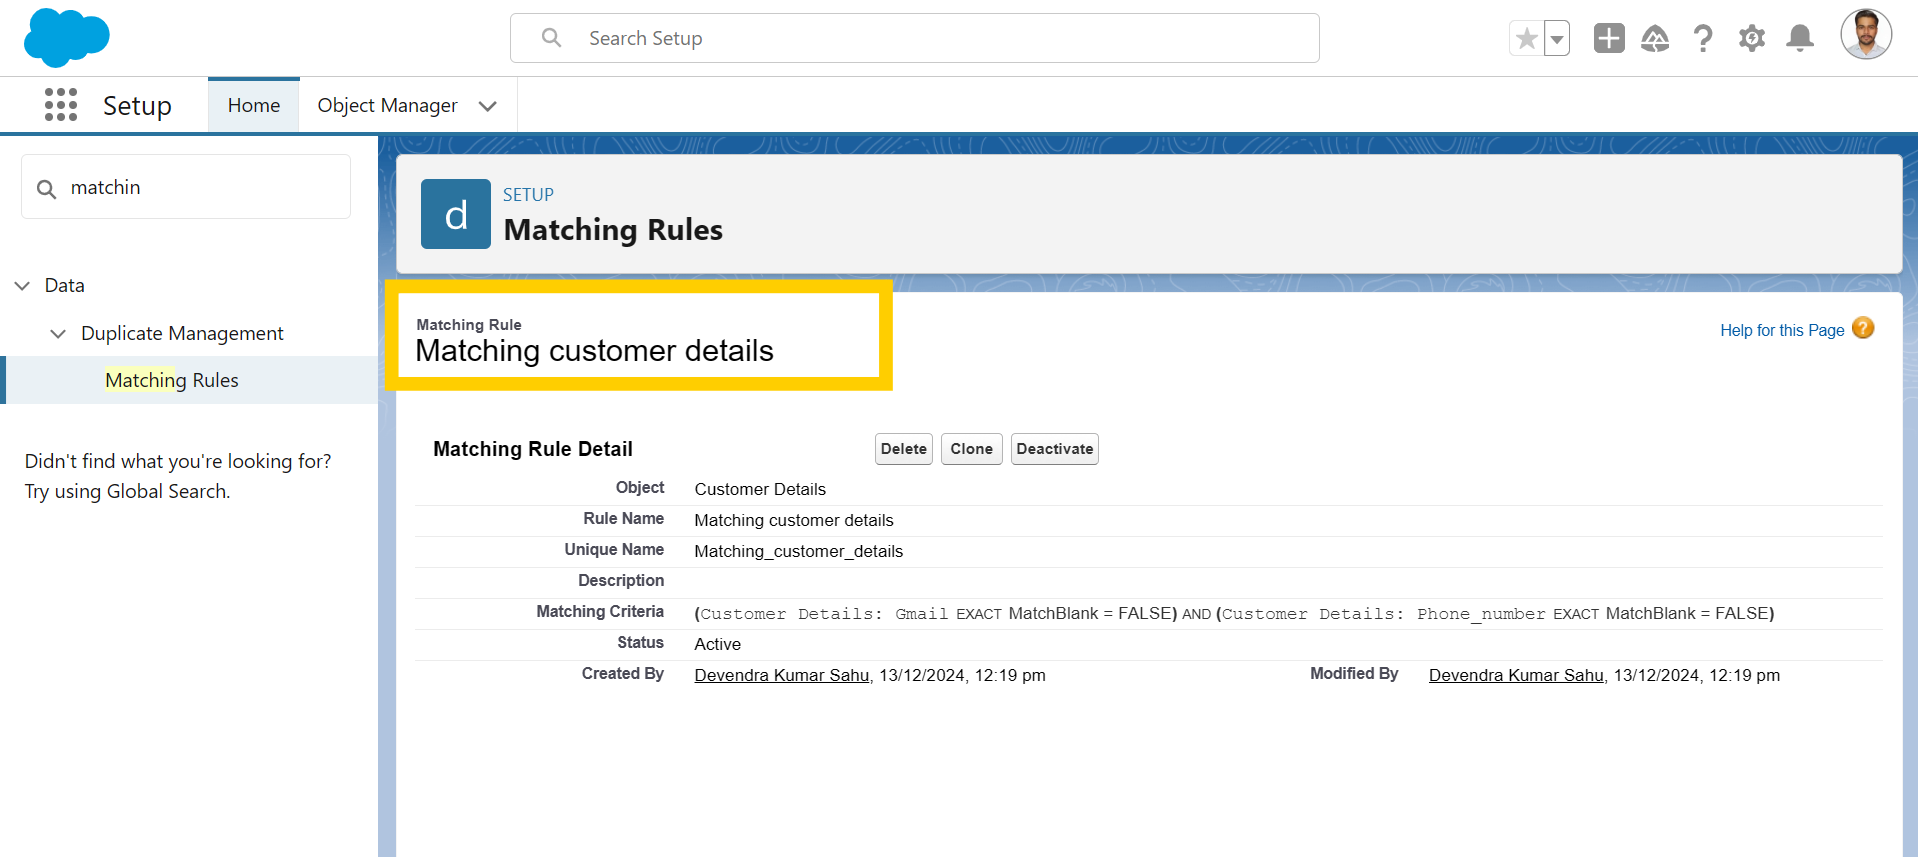 Search Setup
Setup
Home
Object Manager
matchin
Data
Duplicate Management
Matching Rules
Didn't find what you're looking for?
Try using Global Search.
d
SETUP
Matching Rules
Matching Rule
Matching customer details
Help for this Page ?
Matching Rule Detail
Delete Clone Deactivate
Object Customer Details
Rule Name Matching customer details
Unique Name Matching_customer_details
Description
Matching Criteria (Customer Details: Gmail EXACT MatchBlank = FALSE) AND (Customer Details: Phone_number EXACT MatchBlank = FALSE)
Status Active
Created By Devendra Kumar Sahu, 13/12/2024, 12:19 pm Modified By Devendra Kumar Sahu, 13/12/2024, 12:19 pm